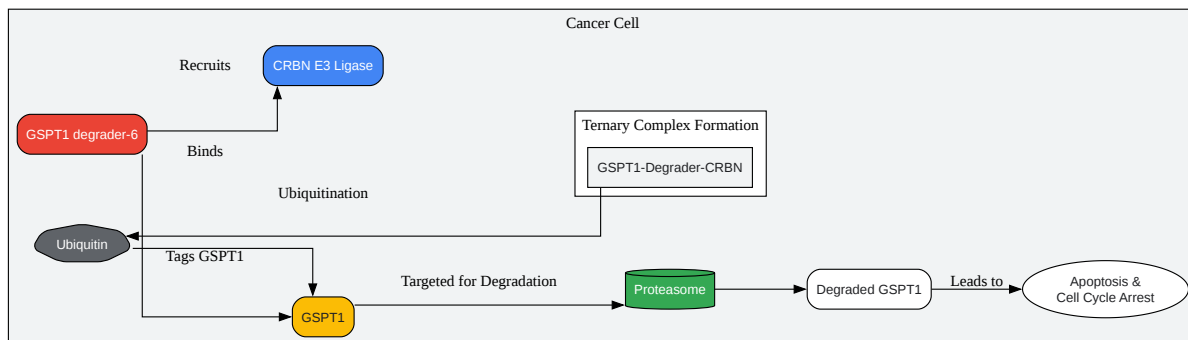 Cancer Cell
Recruits
CRBN E3 Ligase
GSPT1 degrader-6
Binds
Ternary Complex Formation
GSPT1-Degrader-CRBN
Ubiquitination
Ubiquitin
Tags GSPT1
Targeted for Degradation
Proteasome
Degraded GSPT1
Leads to
Apoptosis &
Cell Cycle Arrest
GSPT1